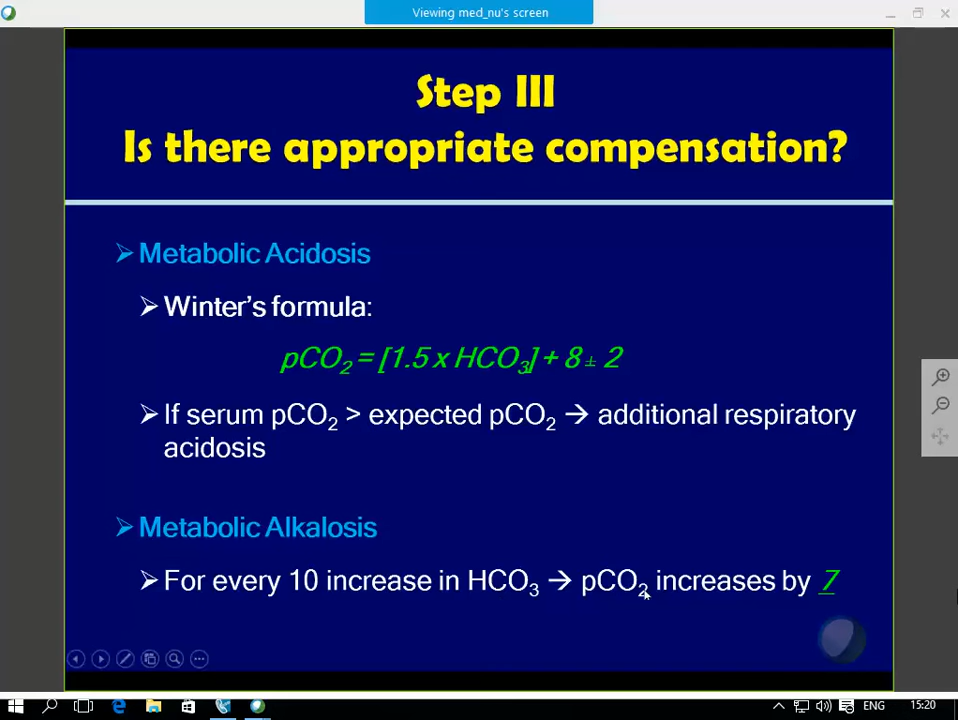 Viewing med_nu's screen
Step III
Is there appropriate compensation?
Metabolic Acidosis
Winter's formula:
pCO₂ = [1.5 x HCO₃] + 8 ± 2
If serum pCO₂ > expected pCO₂ → additional respiratory
acidosis
Metabolic Alkalosis
For every 10 increase in HCO₃ → pCO₂ increases by 7
ENG
15:20